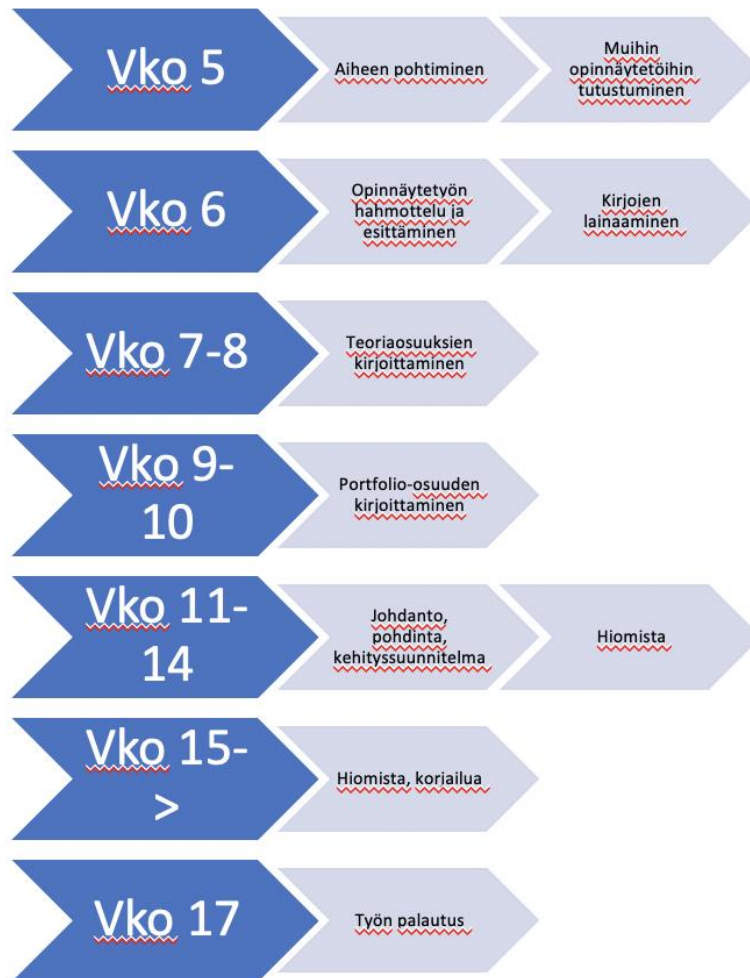 Vko 5
Aiheen pohtiminen
Muihin
opinnäytetöihin
tutustuminen
Vko 6
Opinnäytetyön
hahmottelu ja
esittäminen
Kirjoien
lainaaminen
Vko 7-8
Teoriaosuuksien
kirjoittaminen
Vko 9-
10
Portfolio-osuuden
kirjoittaminen
Vko 11-
14
Johdanto,
pohdinta,
kehityssuunnitelma
Hiomista
Vko 15-
>
Hiomista, korjailua
Vko 17
Työn palautus